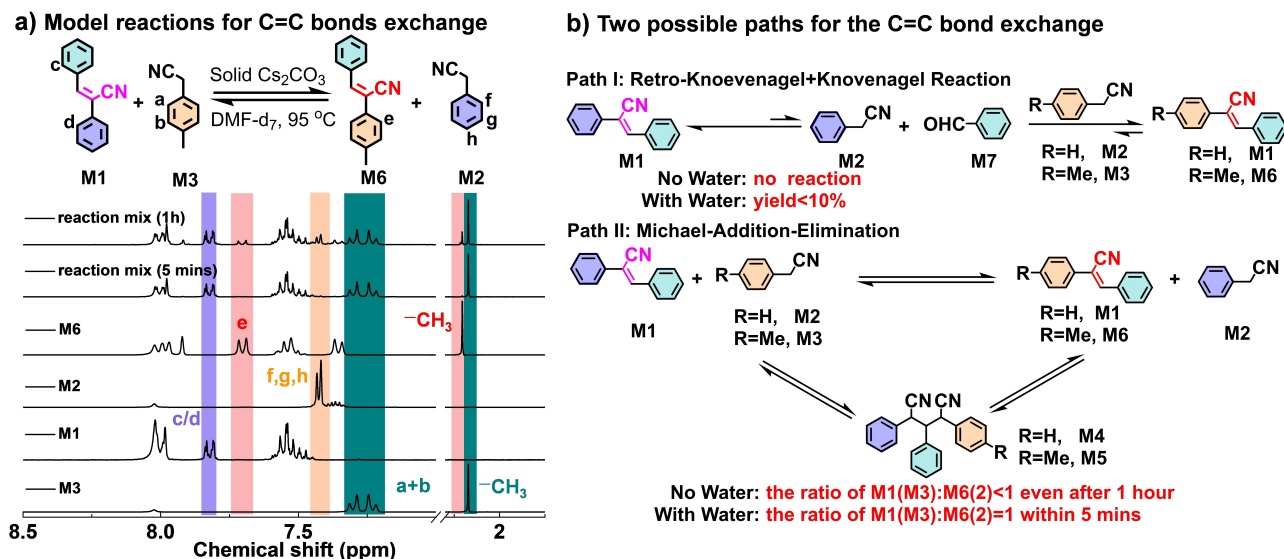 a) Model reactions for C=C bonds exchange
c
CN
d
M1
+
NC
a
b
M3
Solid Cs₂CO₃
DMF-d₇, 95 °C
CN
e
M6
+
NC
f
g
h
M2
reaction mix (1h)
reaction mix (5 mins)
M6
e
—CH₃
M2
f,g,h
c/d
M1
a+b
—CH₃
M3
8.5
8.0
7.5
2
Chemical shift (ppm)
b) Two possible paths for the C=C bond exchange
Path I: Retro-Knoevenagel+Knovenagel Reaction
CN
M1
CN
M2
+
OHC
M7
R
CN
R=H, M2
R=Me, M3
R
CN
R=H, M1
R=Me, M6
No Water: no reaction
With Water: yield<10%
Path II: Michael-Addition-Elimination
CN
M1
+
R
CN
R=H, M2
R=Me, M3
R
CN
R=H, M1
R=Me, M6
+
CN
M2
CN CN
R
R=H, M4
R=Me, M5
No Water: the ratio of M1(M3):M6(2)<1 even after 1 hour
With Water: the ratio of M1(M3):M6(2)=1 within 5 mins